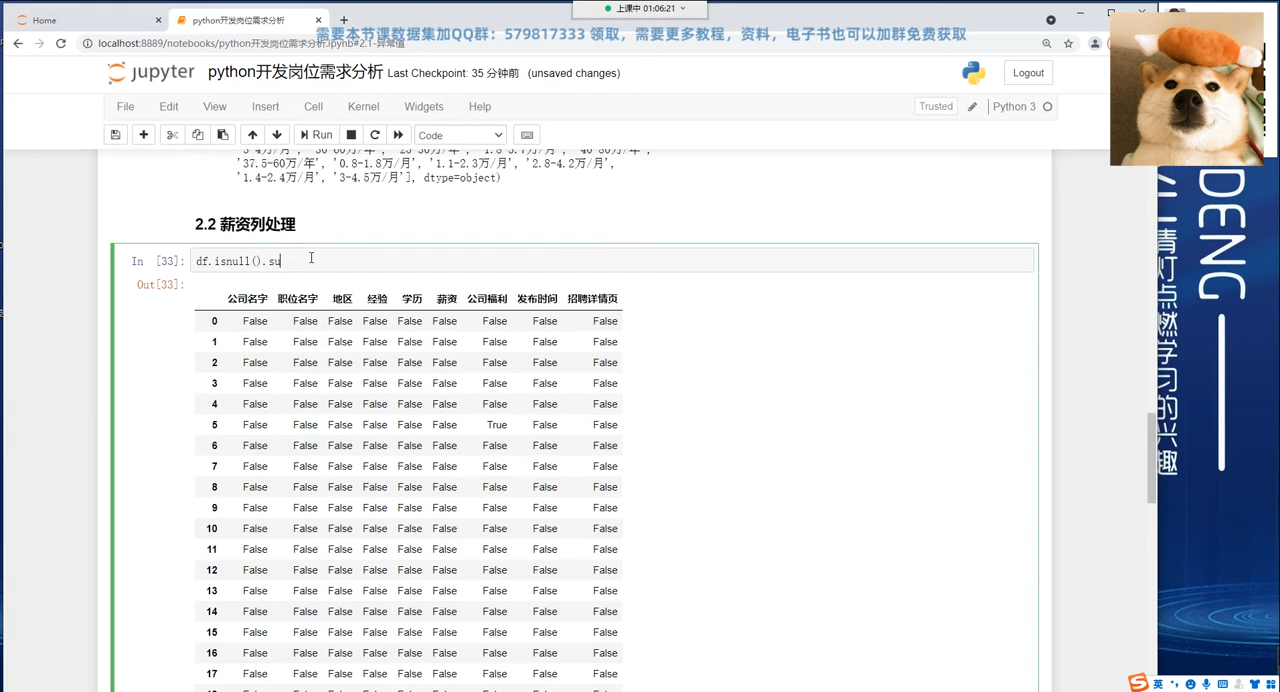 上课中 01:06:21
Home
python开发岗位需求分析
需要本节课数据集加QQ群：579817333 领取，需要更多教程，资料，电子书也可以加群免费获取
localhost:8889/notebooks/python开发岗位需求分析.ipynb#2.1-异常值
jupyter python开发岗位需求分析 Last Checkpoint: 35 分钟前 (unsaved changes)
Logout
File Edit View Insert Cell Kernel Widgets Help
Trusted Python 3
Run Code
'37.5-60万/年', '0.8-1.8万/月', '1.1-2.3万/月', '2.8-4.2万/月',
'1.4-2.4万/月', '3-4.5万/月'], dtype=object)
2.2 薪资列处理
In [33]: df.isnull().su
Out[33]:
公司名字 职位名字 地区 经验 学历 薪资 公司福利 发布时间 招聘详情页
0 False False False False False False False False False
1 False False False False False False False False False
2 False False False False False False False False False
3 False False False False False False False False False
4 False False False False False False False False False
5 False False False False False False True False False
6 False False False False False False False False False
7 False False False False False False False False False
8 False False False False False False False False False
9 False False False False False False False False False
10 False False False False False False False False False
11 False False False False False False False False False
12 False False False False False False False False False
13 False False False False False False False False False
14 False False False False False False False False False
15 False False False False False False False False False
16 False False False False False False False False False
17 False False False False False False False False False
DENG
青灯点燃学习的兴趣
英